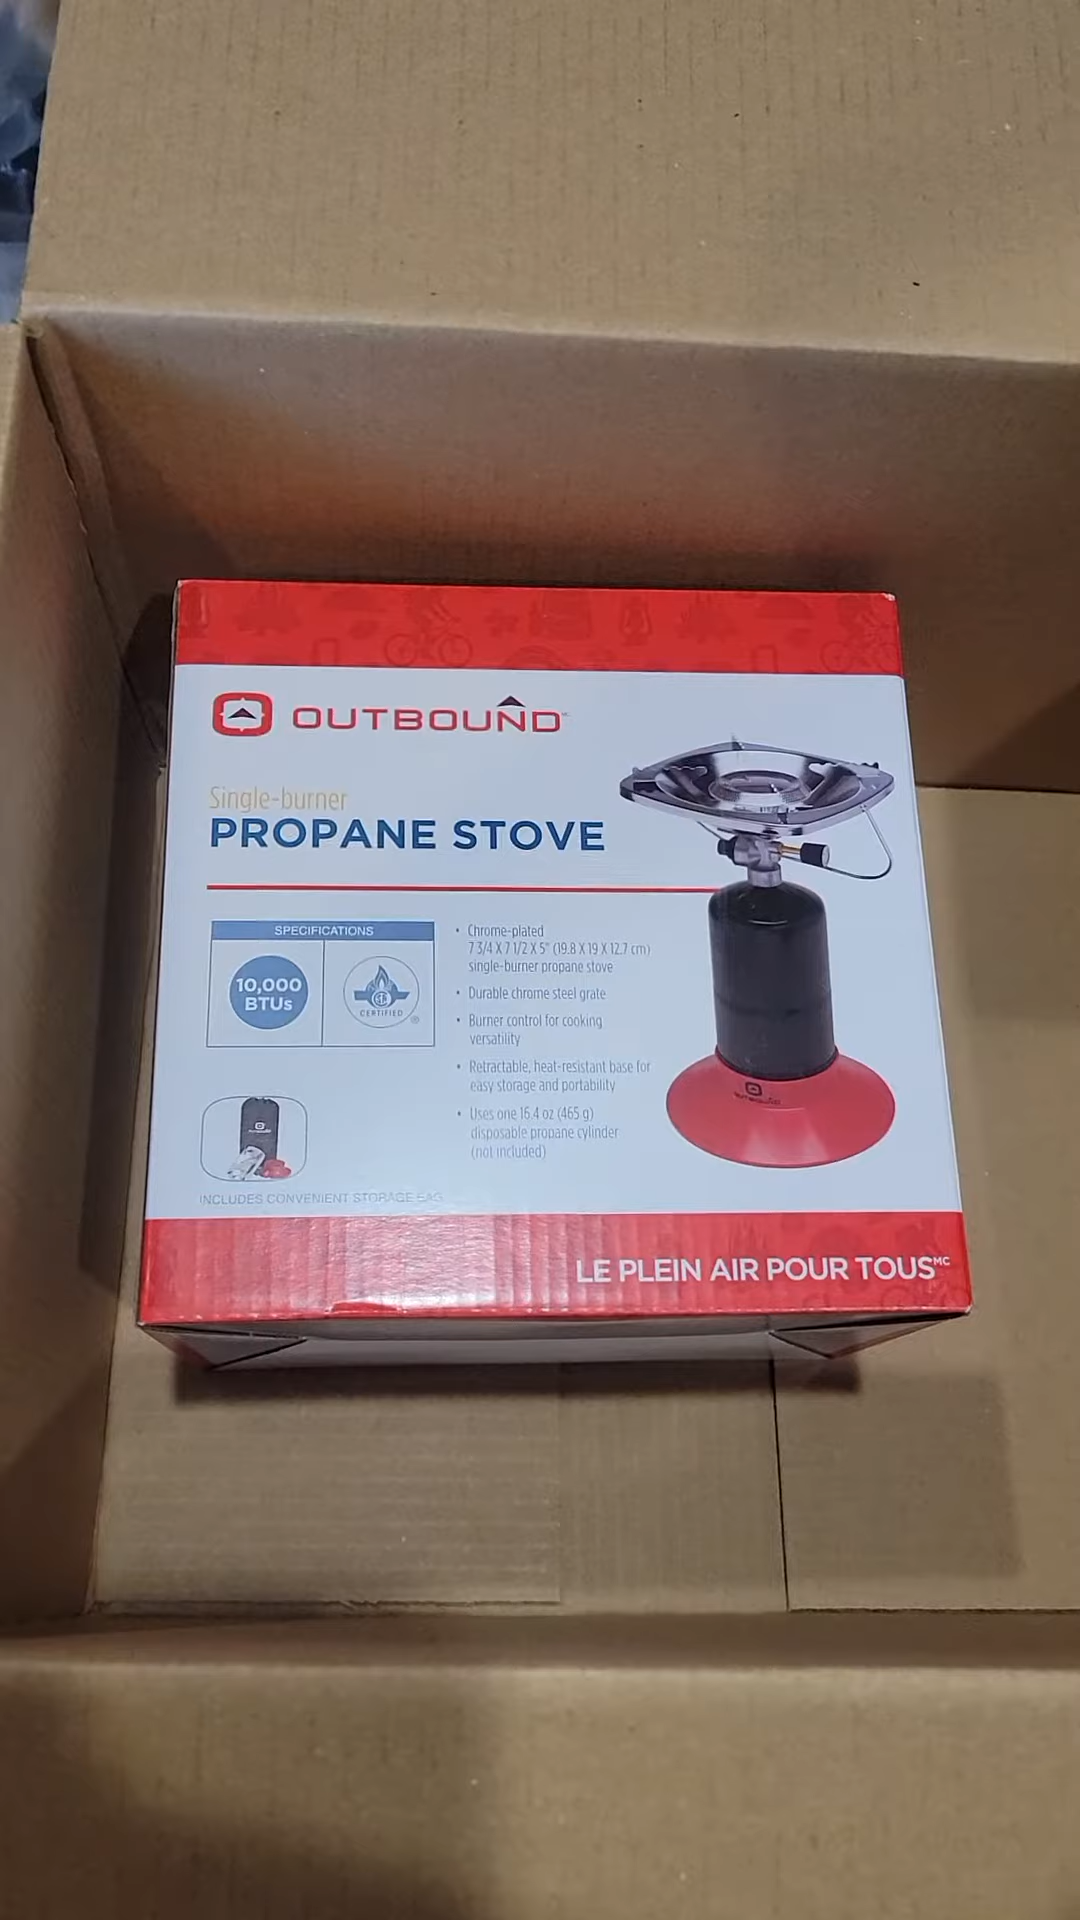 OUTBOUND
Single-burner
PROPANE STOVE
SPECIFICATIONS
10,000
BTUs
CERTIFIED
®
• Chrome-plated
7 3/4 X 7 1/2 X 5" (19.8 X 19 X 12.7 cm)
single-burner propane stove
• Durable chrome steel grate
• Burner control for cooking
versatility
• Retractable, heat-resistant base for
easy storage and portability
• Uses one 16.4 oz (465 g)
disposable propane cylinder
(not included)
INCLUDES CONVENIENT STORAGE BAG
LE PLEIN AIR POUR TOUS MC